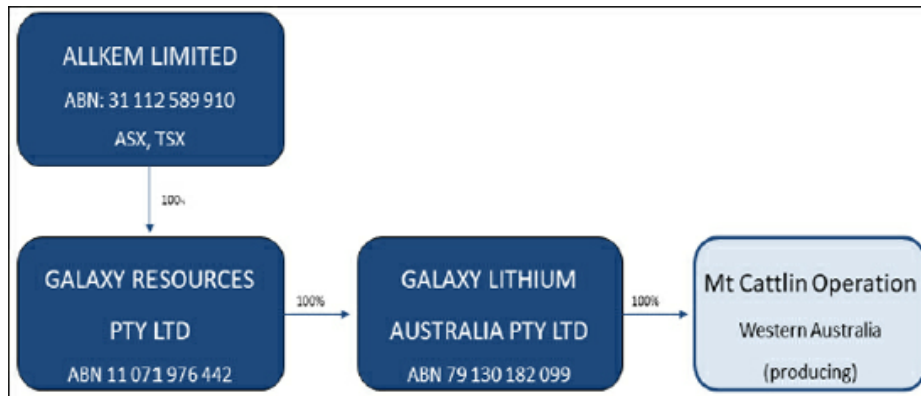 ALLKEM LIMITED
ABN: 31 112 589 910
ASX, TSX
100%
GALAXY RESOURCES
PTY LTD
ABN 11 071 976 442
100%
GALAXY LITHIUM
AUSTRALIA PTY LTD
ABN 79 130 182 099
100%
Mt Cattlin Operation
Western Australia
(producing)